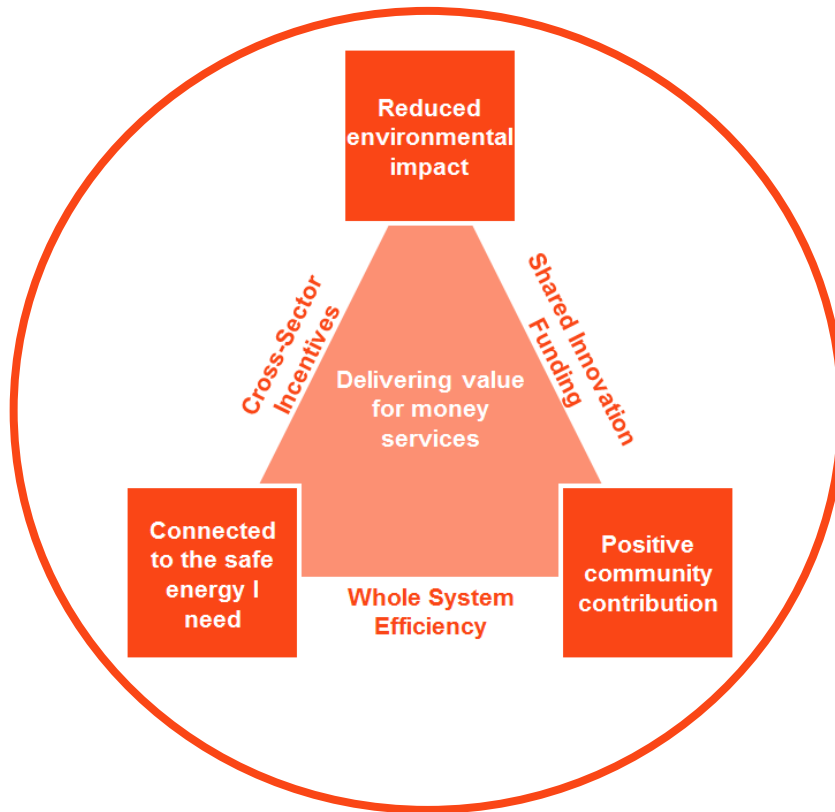 Reduced
environmental
impact
Cross-Sector
Incentives
Shared Innovation
Funding
Delivering value
for money
services
Connected
to the safe
energy I
need
Whole System
Efficiency
Positive
community
contribution